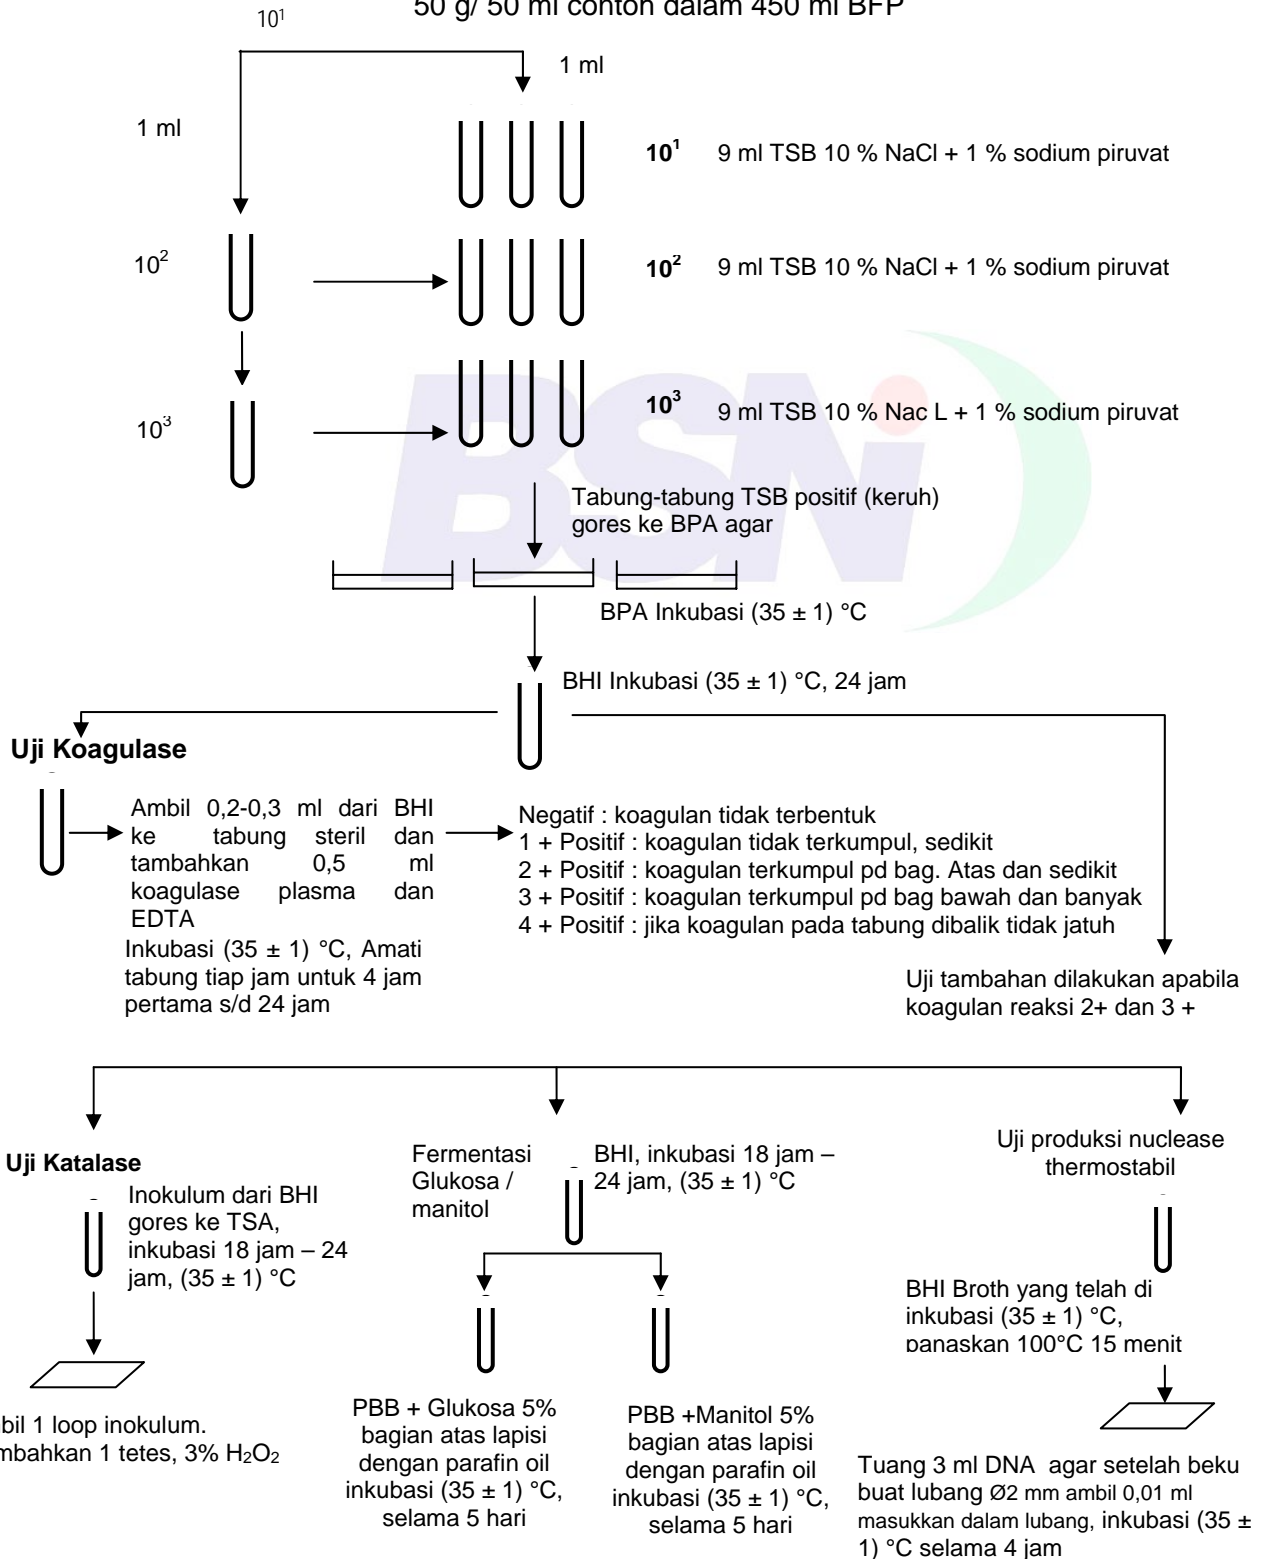 50 g/ 50 ml contoh dalam 450 ml BFP
10¹
1 ml
1 ml
10¹ 9 ml TSB 10 % NaCl + 1 % sodium piruvat
10² 10² 9 ml TSB 10 % NaCl + 1 % sodium piruvat
10³ 10³ 9 ml TSB 10 % Nac L + 1 % sodium piruvat
BSN
Tabung-tabung TSB positif (keruh)
gores ke BPA agar
BPA Inkubasi (35 ± 1) °C
BHI Inkubasi (35 ± 1) °C, 24 jam
Uji Koagulase
Ambil 0,2-0,3 ml dari BHI
ke tabung steril dan
tambahkan 0,5 ml
koagulase plasma dan
EDTA
Inkubasi (35 ± 1) °C, Amati
tabung tiap jam untuk 4 jam
pertama s/d 24 jam
Negatif : koagulan tidak terbentuk
1 + Positif : koagulan tidak terkumpul, sedikit
2 + Positif : koagulan terkumpul pd bag. Atas dan sedikit
3 + Positif : koagulan terkumpul pd bag bawah dan banyak
4 + Positif : jika koagulan pada tabung dibalik tidak jatuh
Uji tambahan dilakukan apabila
koagulan reaksi 2+ dan 3 +
Uji Katalase
Inokulum dari BHI
gores ke TSA,
inkubasi 18 jam – 24
jam, (35 ± 1) °C
bil 1 loop inokulum.
mbahkan 1 tetes, 3% H₂O₂
Fermentasi
Glukosa /
manitol
BHI, inkubasi 18 jam –
24 jam, (35 ± 1) °C
PBB + Glukosa 5%
bagian atas lapisi
dengan parafin oil
inkubasi (35 ± 1) °C,
selama 5 hari
PBB +Manitol 5%
bagian atas lapisi
dengan parafin oil
inkubasi (35 ± 1) °C,
selama 5 hari
Uji produksi nuclease
thermostabil
BHI Broth yang telah di
inkubasi (35 ± 1) °C,
panaskan 100°C 15 menit
Tuang 3 ml DNA agar setelah beku
buat lubang Ø2 mm ambil 0,01 ml
masukkan dalam lubang, inkubasi (35 ±
1) °C selama 4 jam